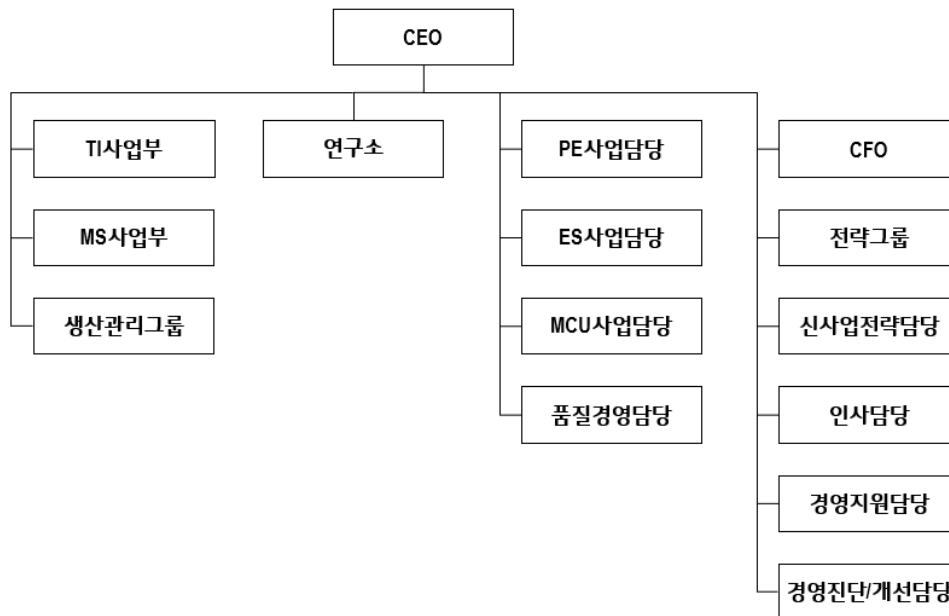 CEO
TI사업부
연구소
PE사업담당
CFO
MS사업부
ES사업담당
전략그룹
생산관리그룹
MCU사업담당
신사업전략담당
품질경영담당
인사담당
경영지원담당
경영진단/개선담당